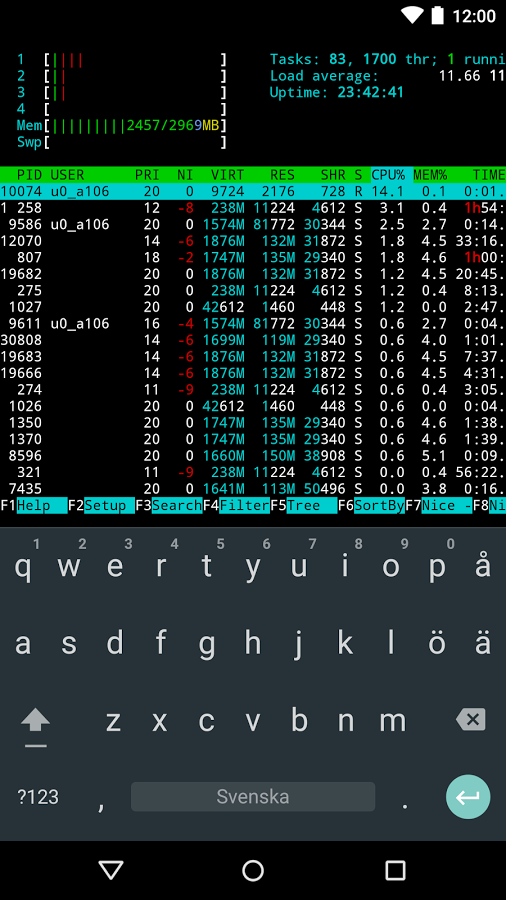 12:00
1 [|||| ]
2 [|| ]
3 [|| ]
4 [ ]
Mem[|||||||||2457/2969MB]
Swp[ ]
Tasks: 83, 1700 thr; 1 runni
Load average: 11.66 11
Uptime: 23:42:41
PID USER PRI NI VIRT RES SHR S CPU% MEM% TIME
10074 u0_a106 20 0 9724 2176 728 R 14.1 0.1 0:01.
1 258 12 -8 238M 11224 4612 S 3.1 0.4 1h54:
9586 u0_a106 20 0 1574M 81772 30344 S 2.5 2.7 0:14.
12070 14 -6 1876M 132M 31872 S 1.8 4.5 33:16.
807 18 -2 1747M 135M 29340 S 1.8 4.6 1h00:
19682 20 0 1876M 132M 31872 S 1.2 4.5 20:45.
275 20 0 238M 11224 4612 S 1.2 0.4 8:13.
1027 20 0 42612 1460 448 S 1.2 0.0 2:47.
9611 u0_a106 16 -4 1574M 81772 30344 S 0.6 2.7 0:04.
30808 14 -6 1699M 119M 29340 S 0.6 4.0 1:01.
19683 14 -6 1876M 132M 31872 S 0.6 4.5 7:37.
19666 14 -6 1876M 132M 31872 S 0.6 4.5 4:31.
274 11 -9 238M 11224 4612 S 0.6 0.4 3:05.
1026 20 0 42612 1460 448 S 0.6 0.0 0:04.
1350 20 0 1747M 135M 29340 S 0.6 4.6 1:38.
1370 20 0 1747M 135M 29340 S 0.6 4.6 1:39.
8596 20 0 1660M 150M 38908 S 0.6 5.1 0:09.
321 11 -9 238M 11224 4612 S 0.0 0.4 56:22.
7435 20 0 1641M 113M 50496 S 0.0 3.8 0:16.
F1Help F2Setup F3SearchF4FilterF5Tree F6SortByF7Nice -F8Ni
1 2 3 4 5 6 7 8 9 0
q w e r t y u i o p å
a s d f g h j k l ö ä
z x c v b n m
?123 , Svenska .